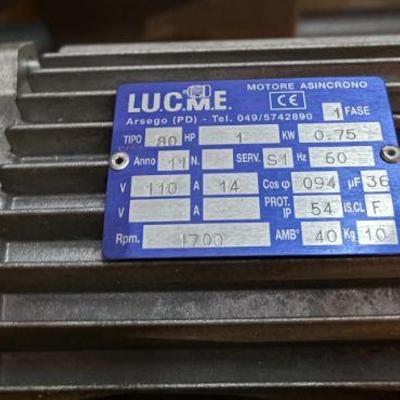 MOTORE ASINCRONO
LU.C.M.E. CE 1 FASE
Arsego (PD) - Tel. 049/5742890
TIPO 80 HP 1 KW 0.75
Anno 11 N. SERV. S1 Hz 60
V 110 A 14 Cos φ 094 µF 36
V A PROT. IP 54 IS.CL F
Rpm. 1700 AMB° 40 Kg 10